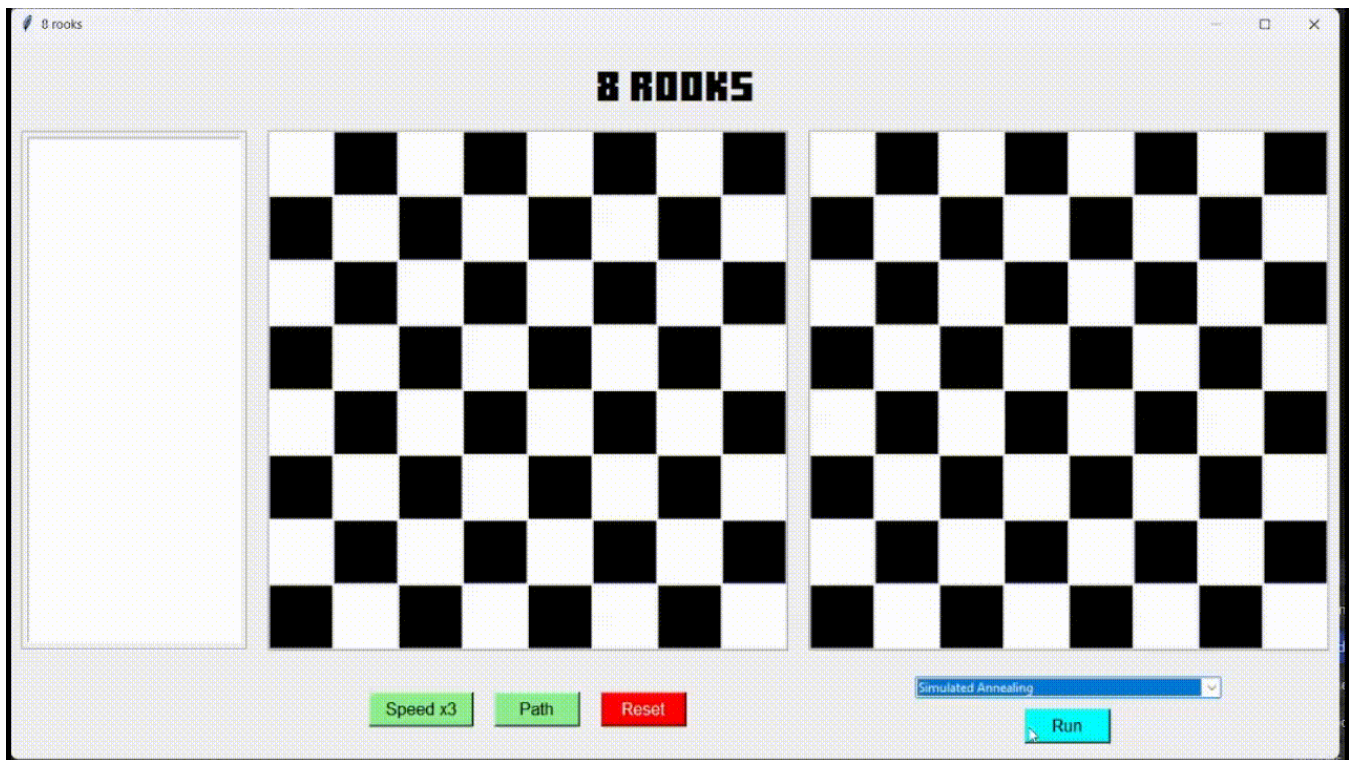 8 rooks
8 ROOKS
Simulated Annealing
Speed x3
Path
Reset
Run